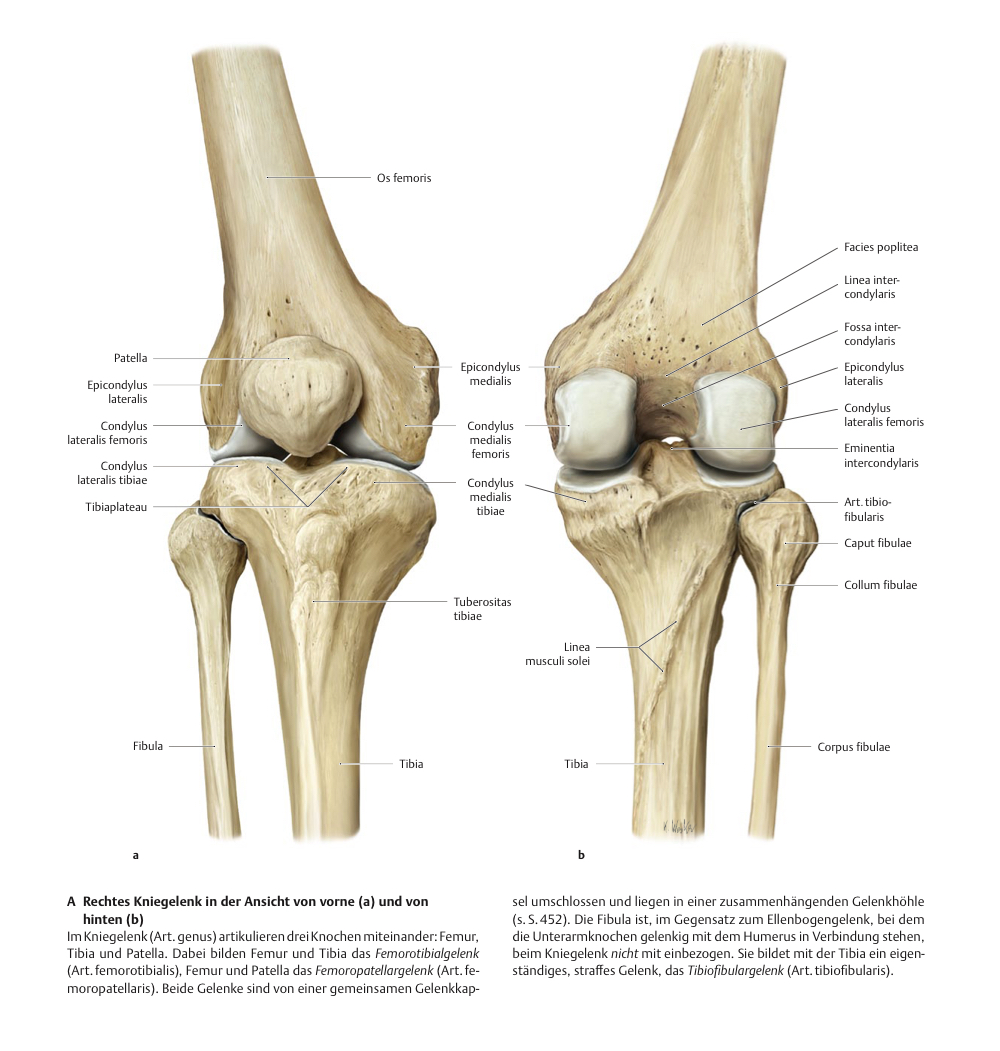 Os femoris
Patella
Epicondylus
lateralis
Condylus
lateralis femoris
Condylus
lateralis tibiae
Tibiaplateau
Fibula
Epicondylus
medialis
Condylus
medialis
femoris
Condylus
medialis
tibiae
Tuberositas
tibiae
Tibia
a
Facies poplitea
Linea inter-
condylaris
Fossa inter-
condylaris
Epicondylus
lateralis
Condylus
lateralis femoris
Eminentia
intercondylaris
Art. tibio-
fibularis
Caput fibulae
Collum fibulae
Linea
musculi solei
Corpus fibulae
Tibia
b
A Rechtes Kniegelenk in der Ansicht von vorne (a) und von
hinten (b)
Im Kniegelenk (Art. genus) artikulieren drei Knochen miteinander: Femur,
Tibia und Patella. Dabei bilden Femur und Tibia das Femorotibialgelenk
(Art. femorotibialis), Femur und Patella das Femoropatellargelenk (Art. fe-
moropatellaris). Beide Gelenke sind von einer gemeinsamen Gelenkkap-
sel umschlossen und liegen in einer zusammenhängenden Gelenkhöhle
(s. S. 452). Die Fibula ist, im Gegensatz zum Ellenbogengelenk, bei dem
die Unterarmknochen gelenkig mit dem Humerus in Verbindung stehen,
beim Kniegelenk nicht mit einbezogen. Sie bildet mit der Tibia ein eigen-
ständiges, straffes Gelenk, das Tibiofibulargelenk (Art. tibiofibularis).